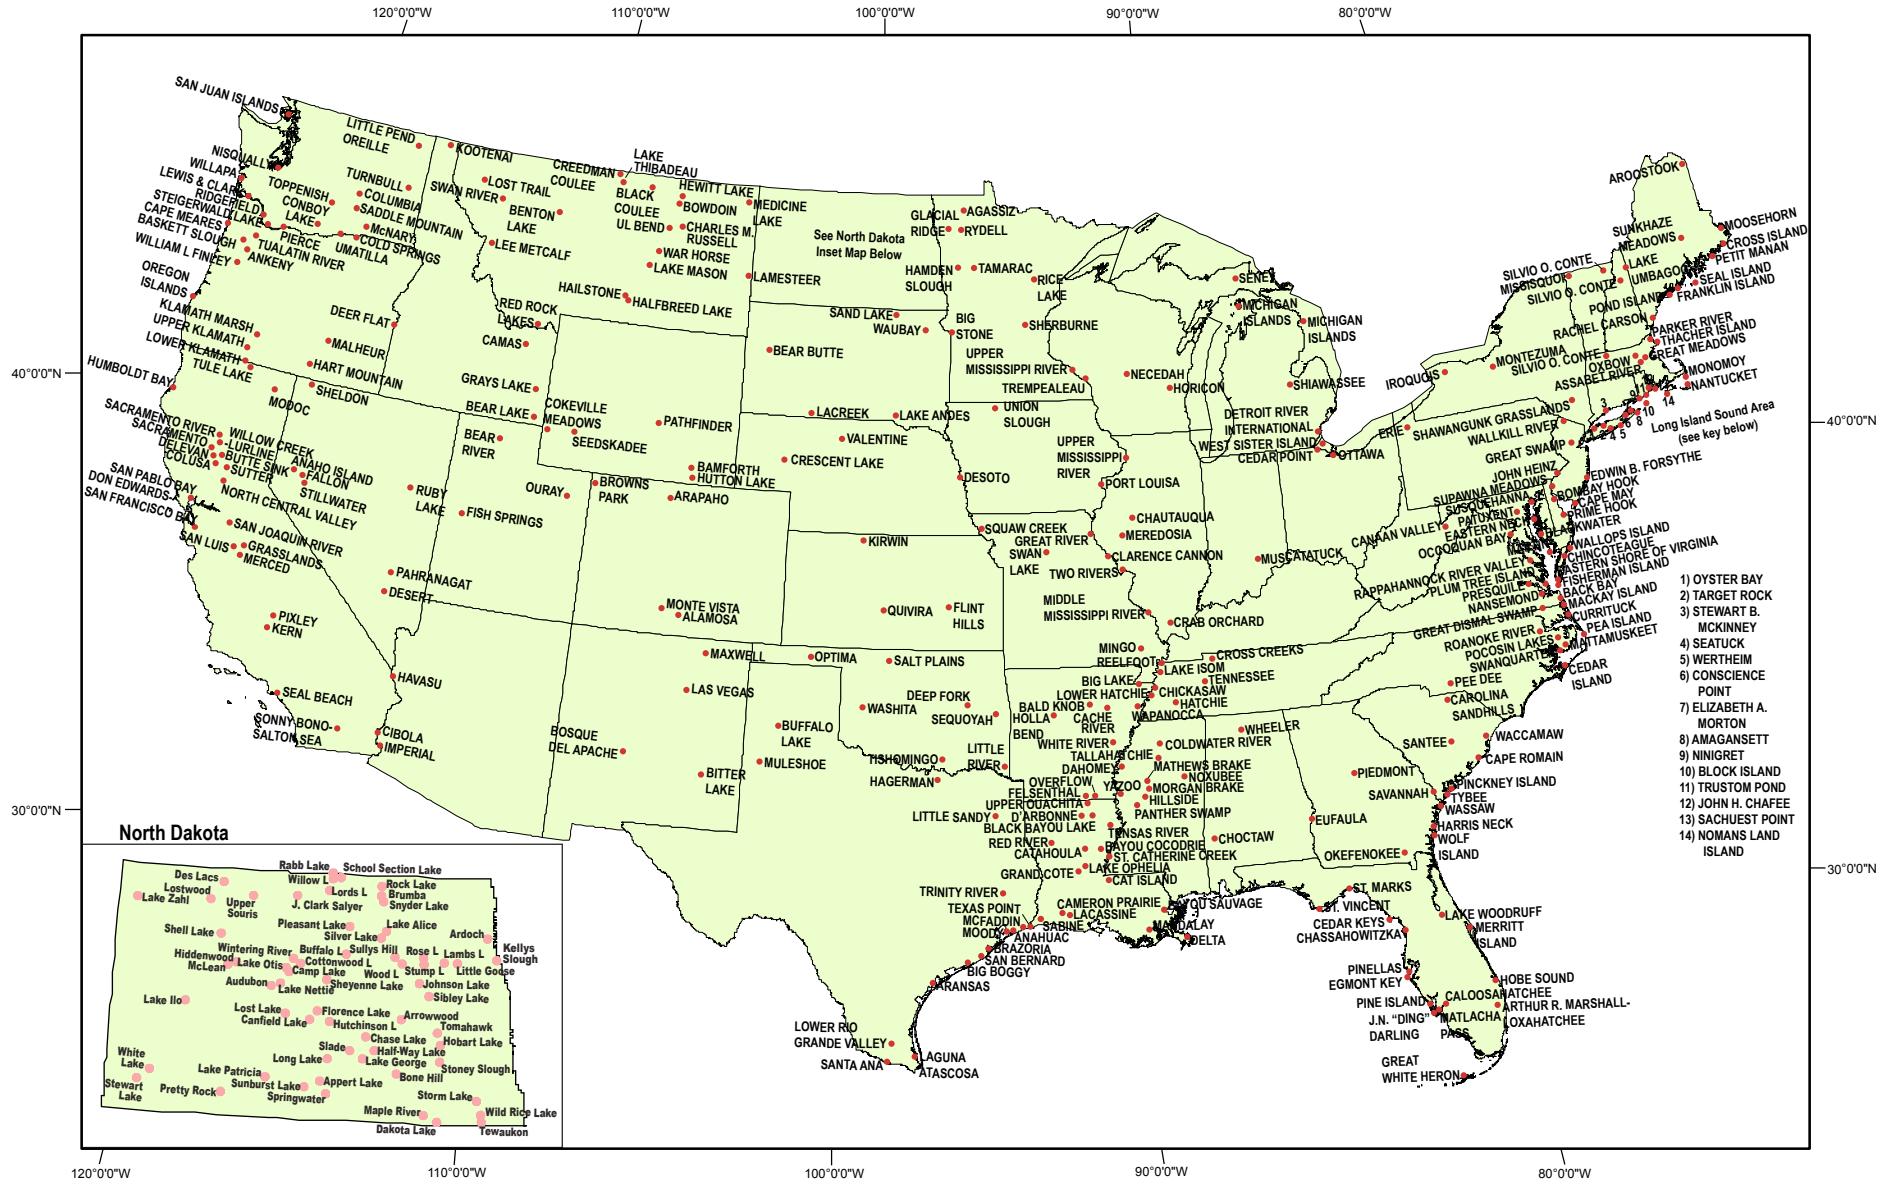 120°0'0"W
110°0'0"W
100°0'0"W
90°0'0"W
80°0'0"W
40°0'0"W
30°0'0"W
40°0'0"W
30°0'0"W
SAN JUAN ISLANDS
LITTLE PEND
OREILLE
KOOTENAI
NISQUALLY
WILLAPA
LEWIS & CLARK
RIDGEFIELD
STEIGERWALD LAKE
CAPE MEARES
BASKETT SLOUGH
WILLIAM L FINLEY
OREGON
ISLANDS
TOPPENISH
CONBOY
LAKE
TURNBULL
COLUMBIA
SADDLE MOUNTAIN
McNARY
COLD SPRINGS
UMATILLA
PIERCE
TUALATIN RIVER
ANKENY
KLAMATH MARSH
UPPER KLAMATH
LOWER KLAMATH
TULE LAKE
HUMBOLDT BAY
DEER FLAT
MALHEUR
HART MOUNTAIN
SHELDON
MODOC
SWAN RIVER
LOST TRAIL
BENTON
LAKE
LEE METCALF
CREEDMAN
COULEE
LAKE
THIBADEAU
BLACK
COULEE
HEWITT LAKE
BOWDOIN
MEDICINE
LAKE
UL BEND
CHARLES M.
RUSSELL
WAR HORSE
LAKE MASON
LAMESTEER
HAILSTONE
HALFBREED LAKE
RED ROCK
LAKES
CAMAS
GRAYS LAKE
BEAR LAKE
COKEVILLE
MEADOWS
SEEDSKADEE
PATHFINDER
BEAR
RIVER
BAMFORTH
HUTTON LAKE
OURAY
BROWNS
PARK
ARAPAHO
RUBY
LAKE
FISH SPRINGS
SACRAMENTO RIVER
SACRAMENTO
DELEVAN
COLUSA
WILLOW CREEK
-LURLINE
BUTTE SINK
SUTTER
ANAHO ISLAND
FALLON
STILLWATER
NORTH CENTRAL VALLEY
SAN PABLO BAY
DON EDWARDS
SAN FRANCISCO BAY
SAN JOAQUIN RIVER
SAN LUIS
GRASSLANDS
MERCED
PAHRANAGAT
DESERT
PIXLEY
KERN
SEAL BEACH
SONNY BONO-
SALTON SEA
HAVASU
CIBOLA
IMPERIAL
MONTE VISTA
ALAMOSA
MAXWELL
LAS VEGAS
BOSQUE
DEL APACHE
BITTER
LAKE
BUFFALO
LAKE
MULESHOE
OPTIMA
SALT PLAINS
WASHITA
DEEP FORK
SEQUOYAH
TISHOMINGO
HAGERMAN
LITTLE
RIVER
See North Dakota
Inset Map Below
GLACIAL
RIDGE
AGASSIZ
RYDELL
HAMDEN
SLOUGH
TAMARAC
RICE
LAKE
SAND LAKE
WAUBAY
BIG
STONE
SHERBURNE
BEAR BUTTE
UPPER
MISSISSIPPI RIVER
TREMPEALEAU
NECEDAH
HORICON
LACREEK
LAKE ANDES
UNION
SLOUGH
VALENTINE
CRESCENT LAKE
DESOTO
UPPER
MISSISSIPPI
RIVER
PORT LOUISA
KIRWIN
SQUAW CREEK
GREAT RIVER
SWAN
LAKE
CHAUTAUQUA
MEREDOSIA
CLARENCE CANNON
TWO RIVERS
QUIVIRA
FLINT
HILLS
MIDDLE
MISSISSIPPI RIVER
CRAB ORCHARD
MUSCATATUCK
SENEY
MICHIGAN
ISLANDS
MICHIGAN
ISLANDS
SHIAWASSEE
DETROIT RIVER
INTERNATIONAL
WEST SISTER ISLAND
CEDAR POINT
OTTAWA
MINGO
REELFOOT
LAKE ISOM
CROSS CREEKS
TENNESSEE
BIG LAKE
LOWER HATCHIE
CHICKASAW
HATCHIE
BALD KNOB
HOLLA
BEND
CACHE
RIVER
WAPANOCCA
WHITE RIVER
TALLAHATCHIE
DAHOMEY
COLDWATER RIVER
WHEELER
MATHEWS BRAKE
NOXUBEE
OVERFLOW
FELSENTHAL
YAZOO
MORGAN BRAKE
HILLSIDE
PANTHER SWAMP
UPPER OUACHITA
LITTLE SANDY
D'ARBONNE
BLACK BAYOU LAKE
TENSAS RIVER
RED RIVER
BAYOU COCODRIE
CATAHOULA
ST. CATHERINE CREEK
CHOCTAW
GRAND COTE
LAKE OPHELIA
CAT ISLAND
TRINITY RIVER
TEXAS POINT
MCFADDIN
MOODY
CAMERON PRAIRIE
LACASSINE
SABINE
ANAHUAC
BRAZORIA
SAN BERNARD
BIG BOGGY
ARANSAS
BAYOU SAUVAGE
MANDALAY
DELTA
LOWER RIO
GRANDE VALLEY
SANTA ANA
LAGUNA
ATASCOSA
PIEDMONT
EUFAULA
OKEFENOKEE
PEE DEE
CAROLINA
SANDHILLS
SANTEE
WACCAMAW
CAPE ROMAIN
PINCKNEY ISLAND
SAVANNAH
TYBEE
WASSAW
HARRIS NECK
WOLF
ISLAND
ST. MARKS
ST. VINCENT
CEDAR KEYS
CHASSAHOWITZKA
LAKE WOODRUFF
MERRITT
ISLAND
PINELLAS
EGMONT KEY
HOBE SOUND
PINE ISLAND
CALOOSAHATCHEE
ARTHUR R. MARSHALL-
LOXAHATCHEE
J.N. “DING”
DARLING
MATLACHA
PASS
GREAT
WHITE HERON
AROOSTOOK
SUNKHAZE
MEADOWS
MOOSEHORN
CROSS ISLAND
PETIT MANAN
SEAL ISLAND
FRANKLIN ISLAND
SILVIO O. CONTE
MISSISQUOI
LAKE
UMBAGOG
SILVIO O. CONTE
POND ISLAND
RACHEL CARSON
PARKER RIVER
THACHER ISLAND
GREAT MEADOWS
MONTEZUMA
SILVIO O. CONTE
OXBOW
ASSABET RIVER
IROQUOIS
MONOMOY
NANTUCKET
ERIE
SHAWANGUNK GRASSLANDS
WALLKILL RIVER
GREAT SWAMP
Long Island Sound Area
(see key below)
JOHN HEINZ
SUPAWNA MEADOWS
SUSQUEHANNA
PATUXENT
EASTERN NECK
EDWIN B. FORSYTHE
BOMBAY HOOK
CAPE MAY
PRIME HOOK
BLACKWATER
CANAAN VALLEY
OCCOQUAN BAY
WALLOPS ISLAND
CHINCOTEAGUE
EASTERN SHORE OF VIRGINIA
FISHERMAN ISLAND
RAPPAHANNOCK RIVER VALLEY
PLUM TREE ISLAND
PRESQUILE
NANSEMOND
GREAT DISMAL SWAMP
BACK BAY
MACKAY ISLAND
CURRITUCK
PEA ISLAND
ROANOKE RIVER
POCOSIN LAKES
SWANQUARTER
MATTAMUSKEET
CEDAR
ISLAND
1) OYSTER BAY
2) TARGET ROCK
3) STEWART B.
MCKINNEY
4) SEATUCK
5) WERTHEIM
6) CONSCIENCE
POINT
7) ELIZABETH A.
MORTON
8) AMAGANSETT
9) NINIGRET
10) BLOCK ISLAND
11) TRUSTOM POND
12) JOHN H. CHAFEE
13) SACHUEST POINT
14) NOMANS LAND
ISLAND
North Dakota
Rabb Lake
School Section Lake
Des Lacs
Willow L
Rock Lake
Lostwood
Lake Zahl
Lords L
Brumba
Upper
Souris
J. Clark Salyer
Snyder Lake
Pleasant Lake
Lake Alice
Shell Lake
Silver Lake
Ardoch
Wintering River
Buffalo L
Sullys Hill
Rose L
Lambs L
Kellys
Slough
Hiddenwood
McLean
Lake Otis
Cottonwood L
Camp Lake
Wood L
Stump L
Little Goose
Audubon
Lake Nettie
Sheyenne Lake
Johnson Lake
Sibley Lake
Lake Ilo
Lost Lake
Florence Lake
Arrowwood
Canfield Lake
Hutchinson L
Tomahawk
Chase Lake
Hobart Lake
Slade
Half-Way Lake
White
Lake
Long Lake
Lake George
Stoney Slough
Lake Patricia
Bone Hill
Stewart
Lake
Pretty Rock
Sunburst Lake
Appert Lake
Springwater
Storm Lake
Maple River
Wild Rice Lake
Dakota Lake
Tewaukon
120°0'0"W
110°0'0"W
100°0'0"W
90°0'0"W
80°0'0"W